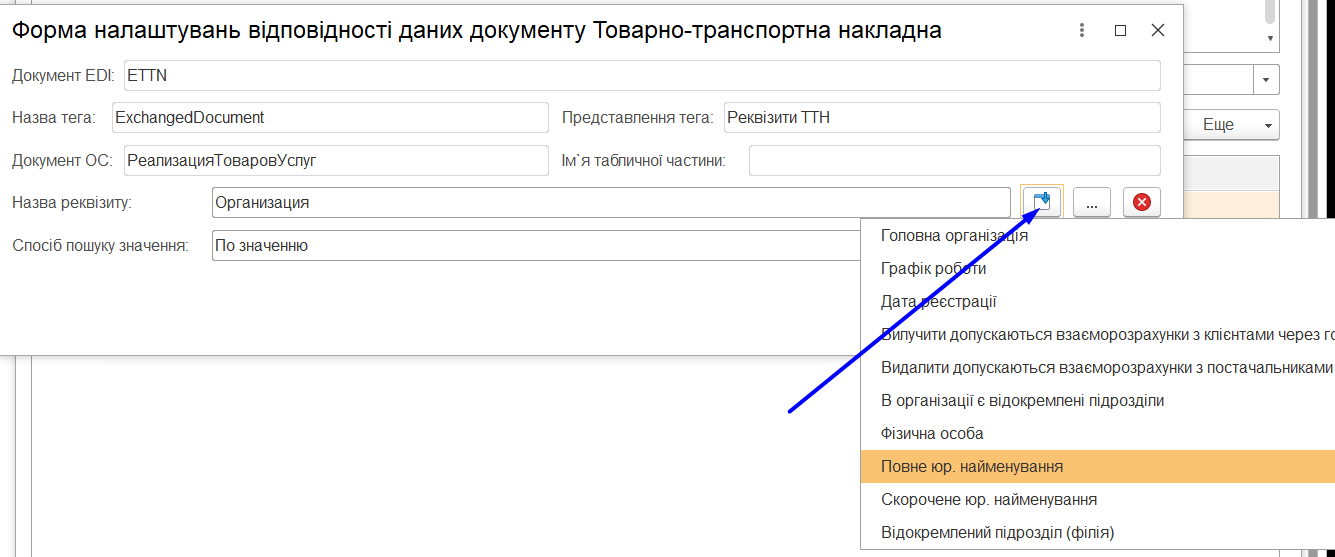 Форма налаштувань відповідності даних документу Товарно-транспортна накладна
Документ EDI: ETTN
Назва тега: ExchangedDocument Представлення тега: Реквізити ТТН
Еще
Документ ОС: РеализацияТоваровУслуг Ім`я табличної частини:
Назва реквізиту: Организация ...
Спосіб пошуку значення: По значенню
Головна організація
Графік роботи
Дата реєстрації
Вилучити допускаються взаєморозрахунки з клієнтами через го
Видалити допускаються взаєморозрахунки з постачальниками
В організації є відокремлені підрозділи
Фізична особа
Повне юр. найменування
Скорочене юр. найменування
Відокремлений підрозділ (філія)